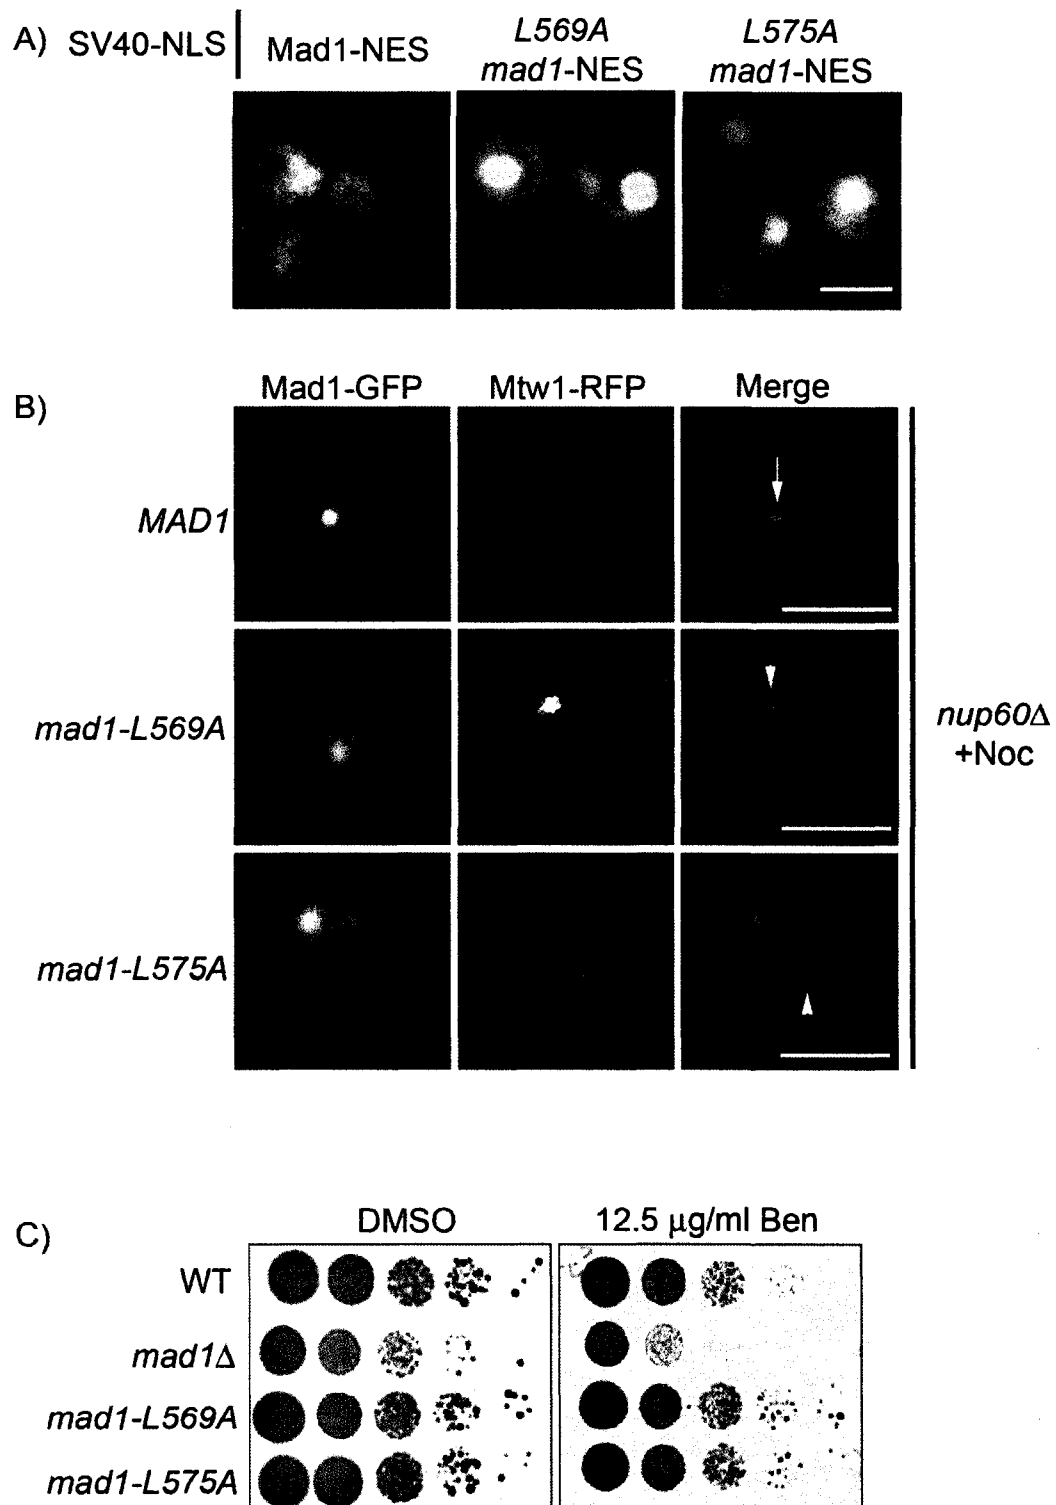 A) SV40-NLS Mad1-NES L569A mad1-NES L575A mad1-NES
B) Mad1-GFP Mtw1-RFP Merge
MAD1
mad1-L569A
nup60Δ
+Noc
mad1-L575A
C) DMSO 12.5 μg/ml Ben
WT
mad1Δ
mad1-L569A
mad1-L575A